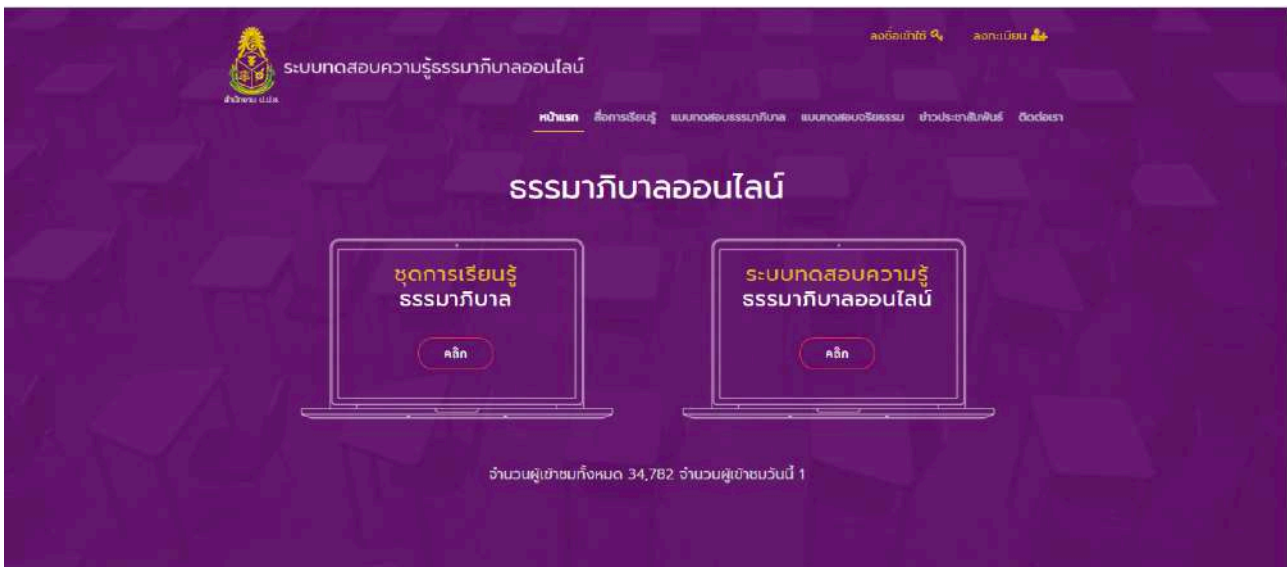 ลงชื่อเข้าใช้ ลงทะเบียน
ระบบทดสอบความรู้ธรรมาภิบาลออนไลน์
สำนักงาน ป.ป.ช.
หน้าแรก สื่อการเรียนรู้ แบบทดสอบธรรมาภิบาล แบบทดสอบจริยธรรม ข่าวประชาสัมพันธ์ ติดต่อเรา
ธรรมาภิบาลออนไลน์
ชุดการเรียนรู้
ธรรมาภิบาล
คลิก
ระบบทดสอบความรู้
ธรรมาภิบาลออนไลน์
คลิก
จำนวนผู้เข้าชมทั้งหมด 34,782 จำนวนผู้เข้าชมวันนี้ 1